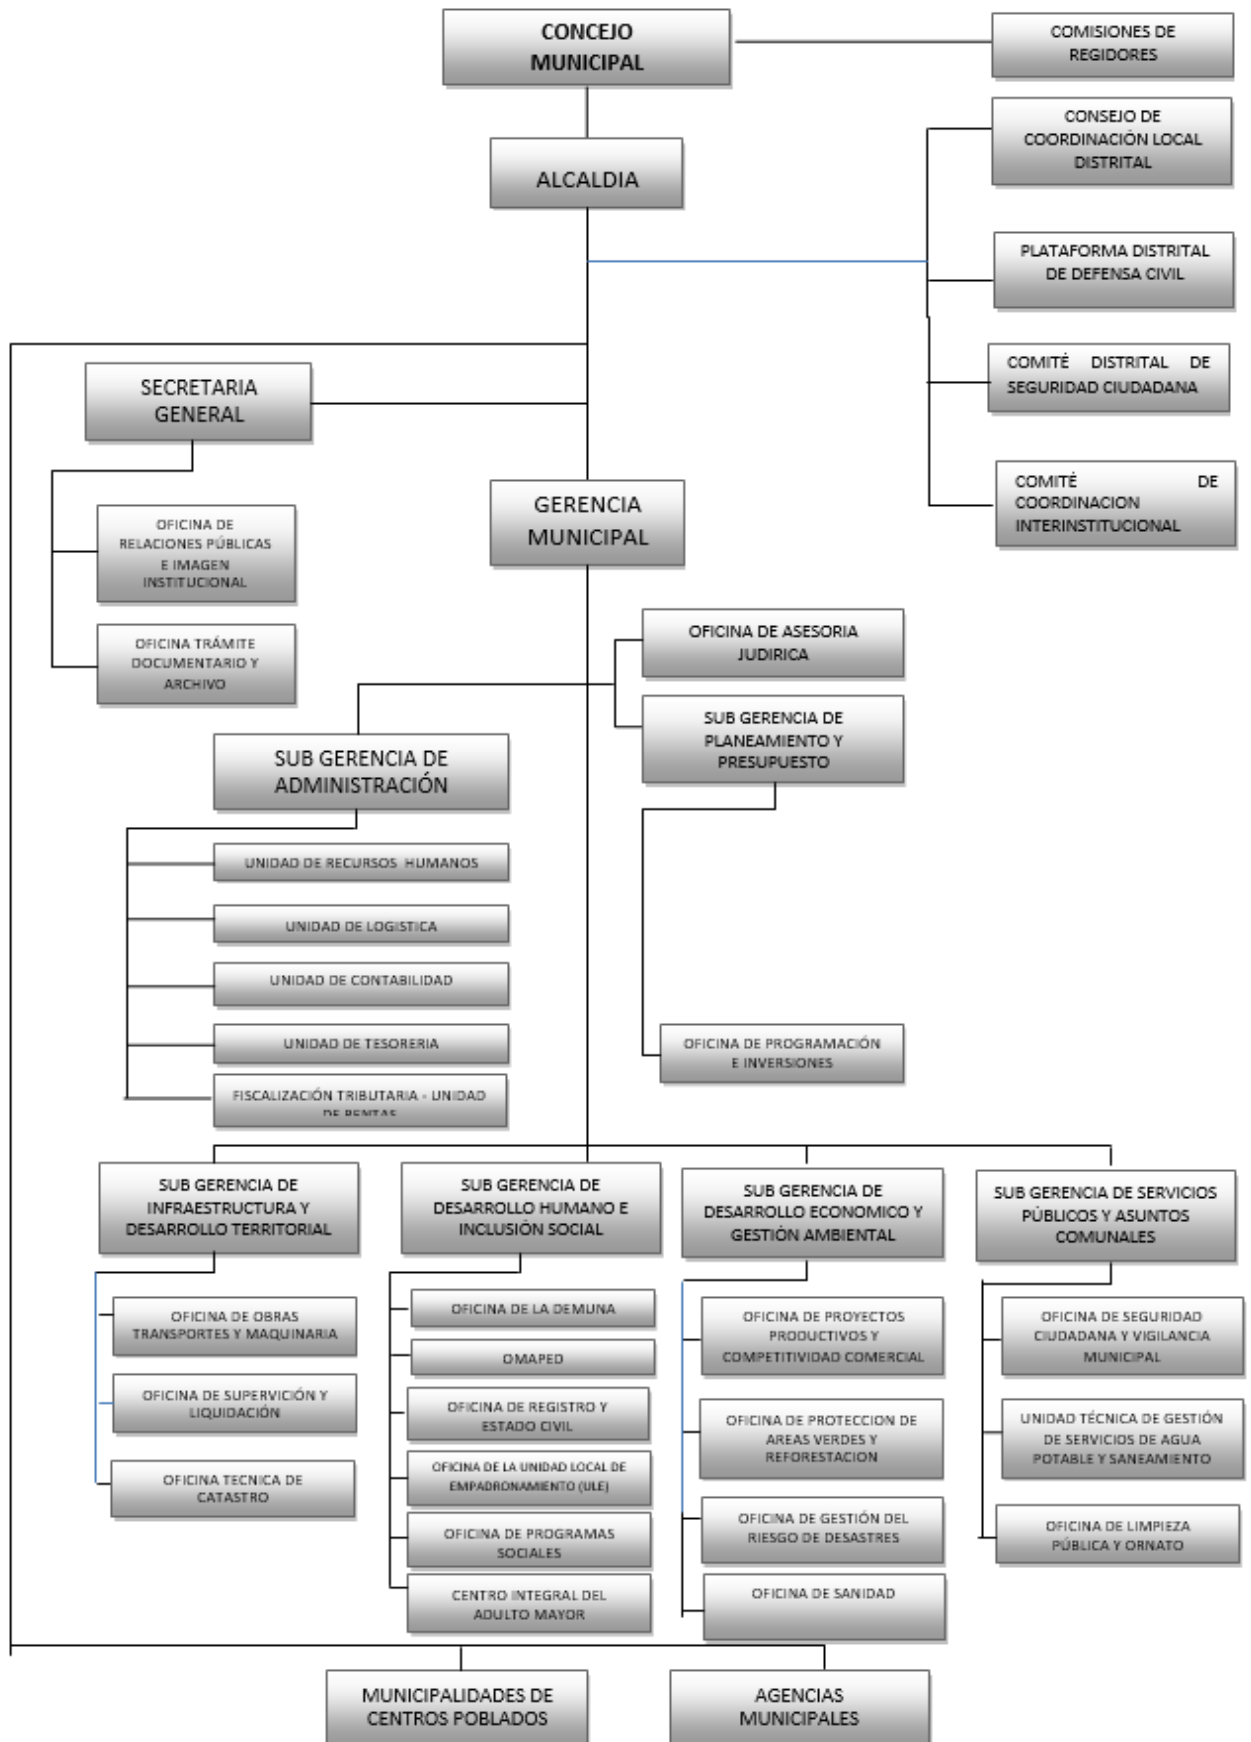 CONCEJO
MUNICIPAL
COMISIONES DE
REGIDORES
CONSEJO DE
COORDINACIÓN LOCAL
DISTRITAL
ALCALDIA
PLATAFORMA DISTRITAL
DE DEFENSA CIVIL
COMITÉ DISTRITAL DE
SEGURIDAD CIUDADANA
SECRETARIA
GENERAL
COMITÉ DE
COORDINACION
INTERINSTITUCIONAL
GERENCIA
MUNICIPAL
OFICINA DE
RELACIONES PÚBLICAS
E IMAGEN
INSTITUCIONAL
OFICINA TRÁMITE
DOCUMENTARIO Y
ARCHIVO
OFICINA DE ASESORIA
JUDIRICA
SUB GERENCIA DE
PLANEAMIENTO Y
PRESUPUESTO
SUB GERENCIA DE
ADMINISTRACIÓN
UNIDAD DE RECURSOS HUMANOS
UNIDAD DE LOGISTICA
UNIDAD DE CONTABILIDAD
UNIDAD DE TESORERIA
FISCALIZACIÓN TRIBUTARIA - UNIDAD
DE RENTAS
OFICINA DE PROGRAMACIÓN
E INVERSIONES
SUB GERENCIA DE
INFRAESTRUCTURA Y
DESARROLLO TERRITORIAL
OFICINA DE OBRAS
TRANSPORTES Y MAQUINARIA
OFICINA DE SUPERVICIÓN Y
LIQUIDACIÓN
OFICINA TECNICA DE
CATASTRO
SUB GERENCIA DE
DESARROLLO HUMANO E
INCLUSIÓN SOCIAL
OFICINA DE LA DEMUNA
OMAPED
OFICINA DE REGISTRO Y
ESTADO CIVIL
OFICINA DE LA UNIDAD LOCAL DE
EMPADRONAMIENTO (ULE)
OFICINA DE PROGRAMAS
SOCIALES
CENTRO INTEGRAL DEL
ADULTO MAYOR
SUB GERENCIA DE
DESARROLLO ECONOMICO Y
GESTIÓN AMBIENTAL
OFICINA DE PROYECTOS
PRODUCTIVOS Y
COMPETITIVIDAD COMERCIAL
OFICINA DE PROTECCION DE
AREAS VERDES Y
REFORESTACION
OFICINA DE GESTIÓN DEL
RIESGO DE DESASTRES
OFICINA DE SANIDAD
SUB GERENCIA DE SERVICIOS
PÚBLICOS Y ASUNTOS
COMUNALES
OFICINA DE SEGURIDAD
CIUDADANA Y VIGILANCIA
MUNICIPAL
UNIDAD TÉCNICA DE GESTIÓN
DE SERVICIOS DE AGUA
POTABLE Y SANEAMIENTO
OFICINA DE LIMPIEZA
PÚBLICA Y ORNATO
MUNICIPALIDADES DE
CENTROS POBLADOS
AGENCIAS
MUNICIPALES